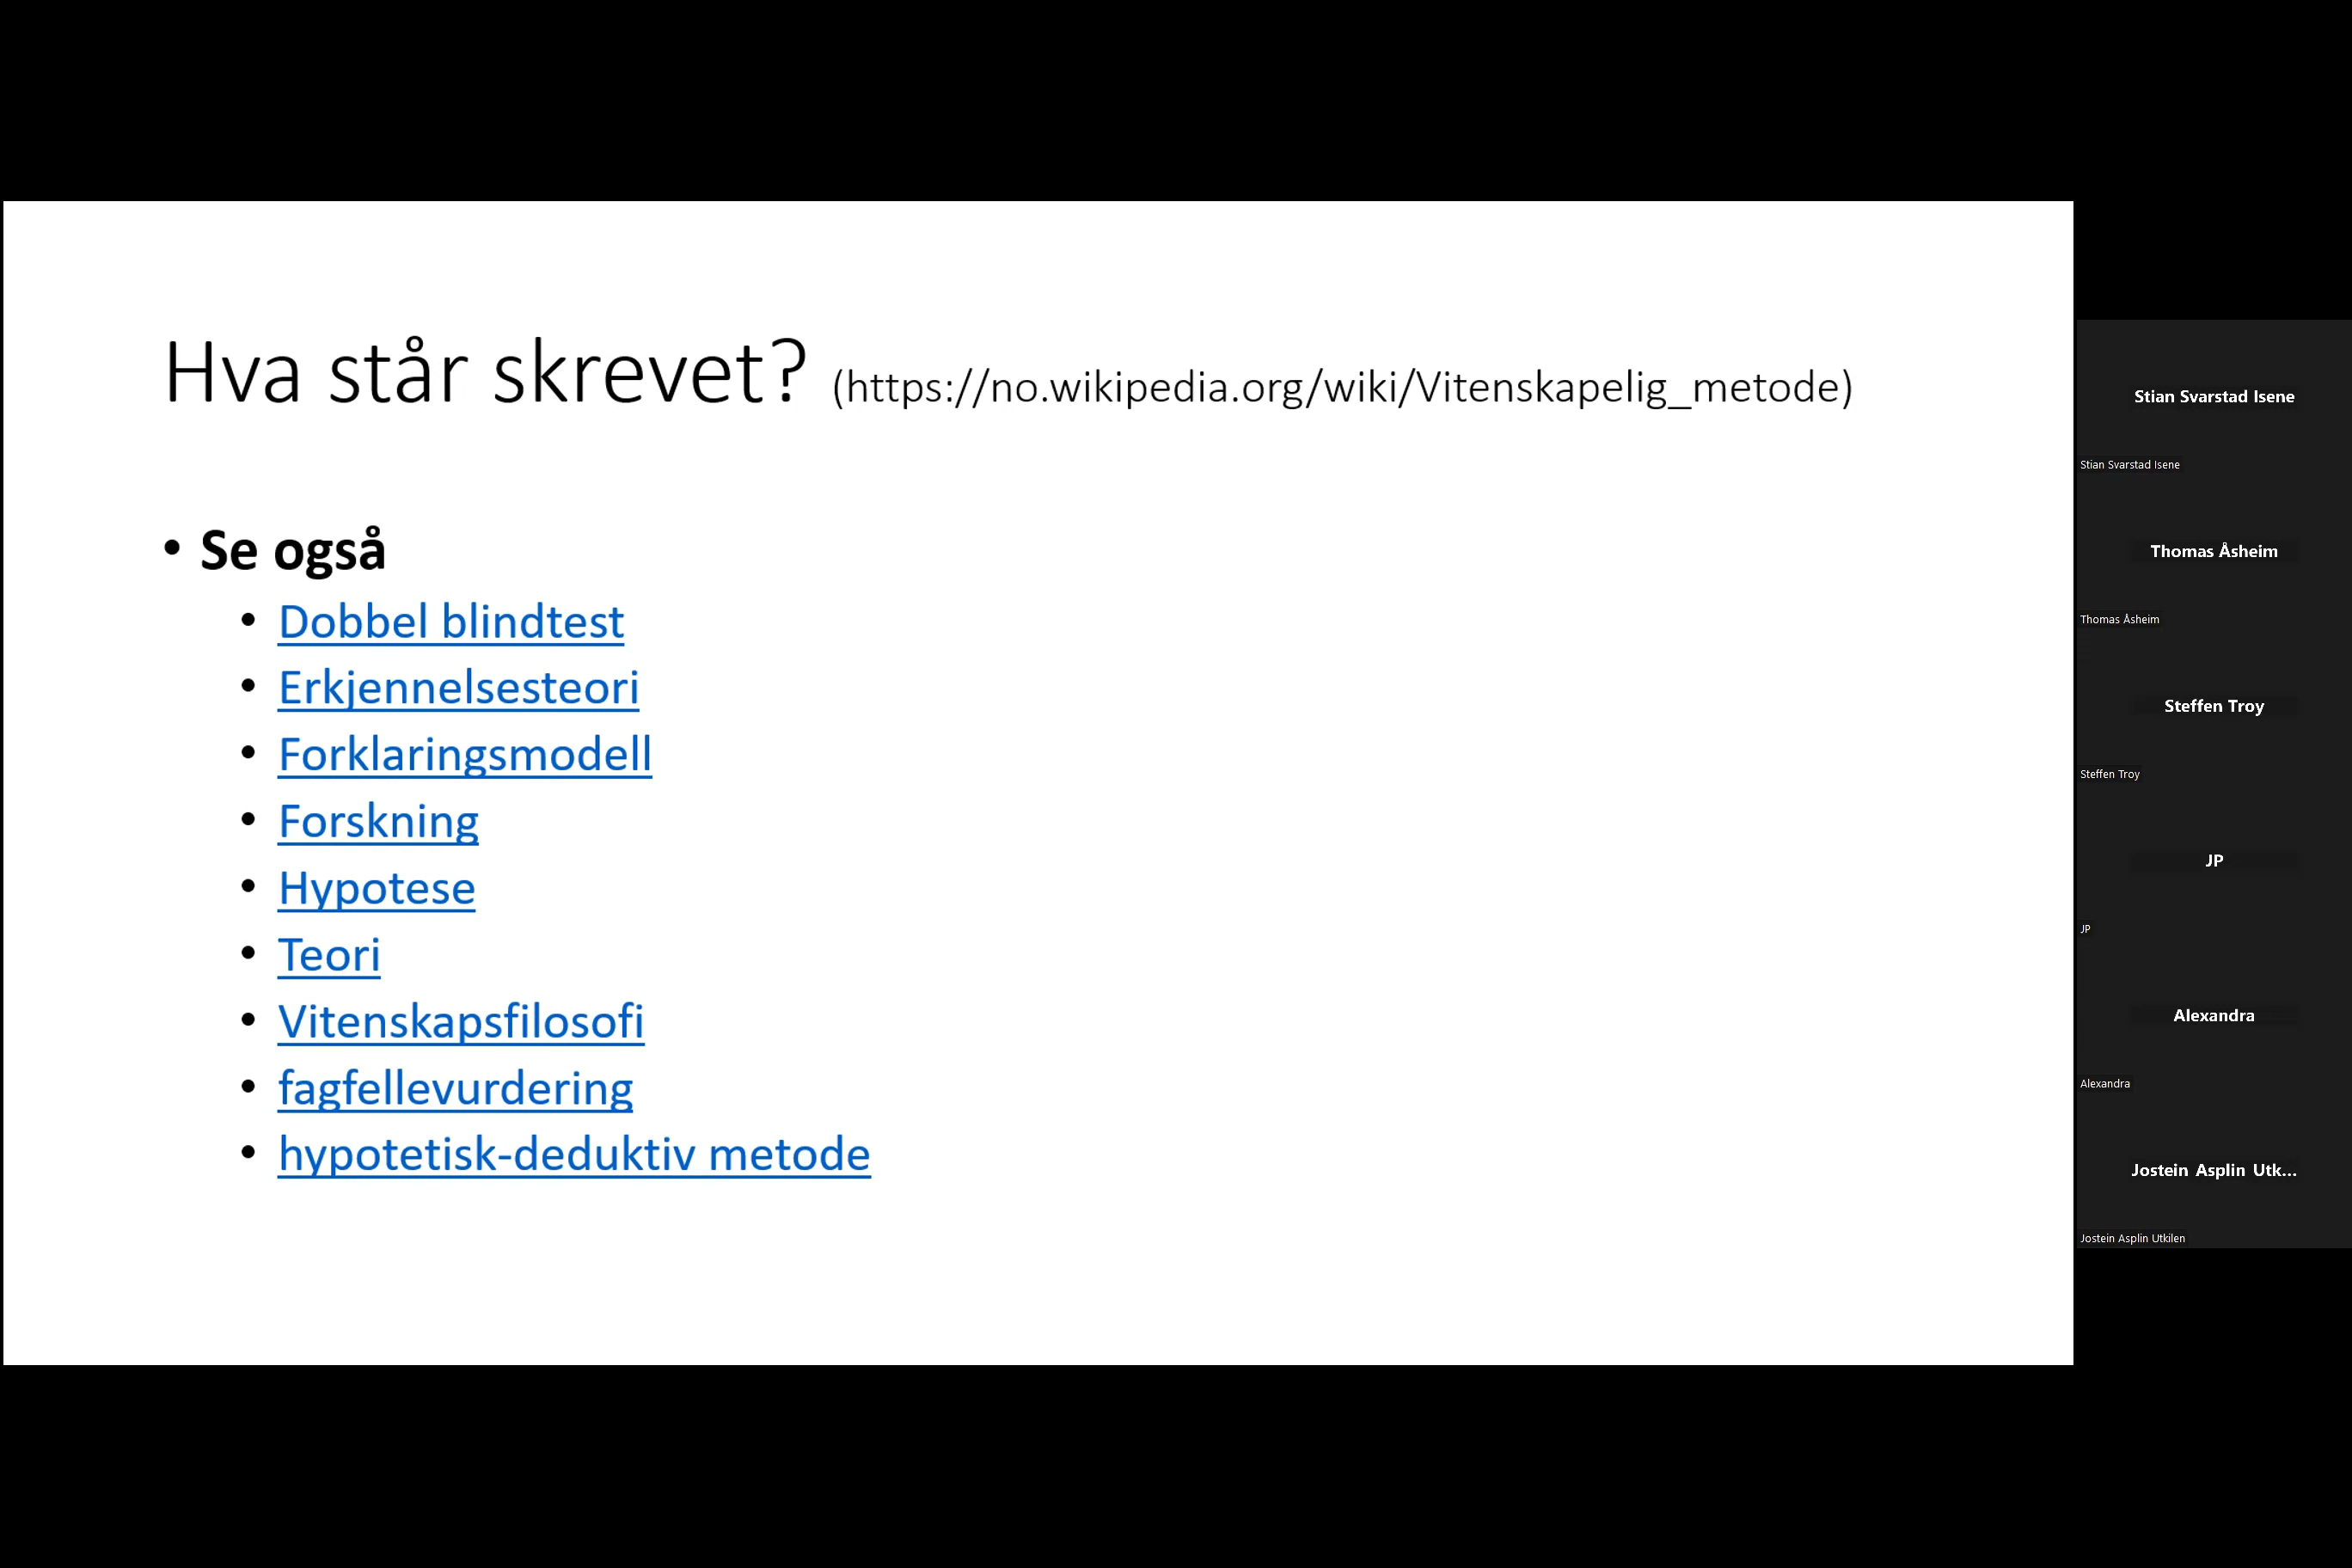 Hva står skrevet? (https://no.wikipedia.org/wiki/Vitenskapelig_metode)
• Se også
• Dobbel blindtest
• Erkjennelsesteori
• Forklaringsmodell
• Forskning
• Hypotese
• Teori
• Vitenskapsfilosofi
• fagfellevurdering
• hypotetisk-deduktiv metode
Stian Svarstad Isene
Stian Svarstad Isene
Thomas Åsheim
Thomas Åsheim
Steffen Troy
Steffen Troy
JP
JP
Alexandra
Alexandra
Jostein Asplin Utk...
Jostein Asplin Utkilen